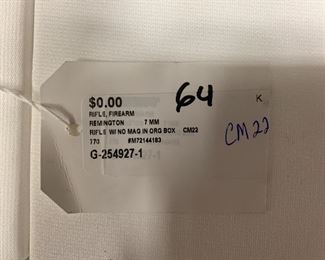 $0.00 64 K
RIFLE, FIREARM
REMINGTON 7 MM
RIFLE W/ NO MAG IN ORG BOX CM22
770 #M72144183
G-254927-1
CM22